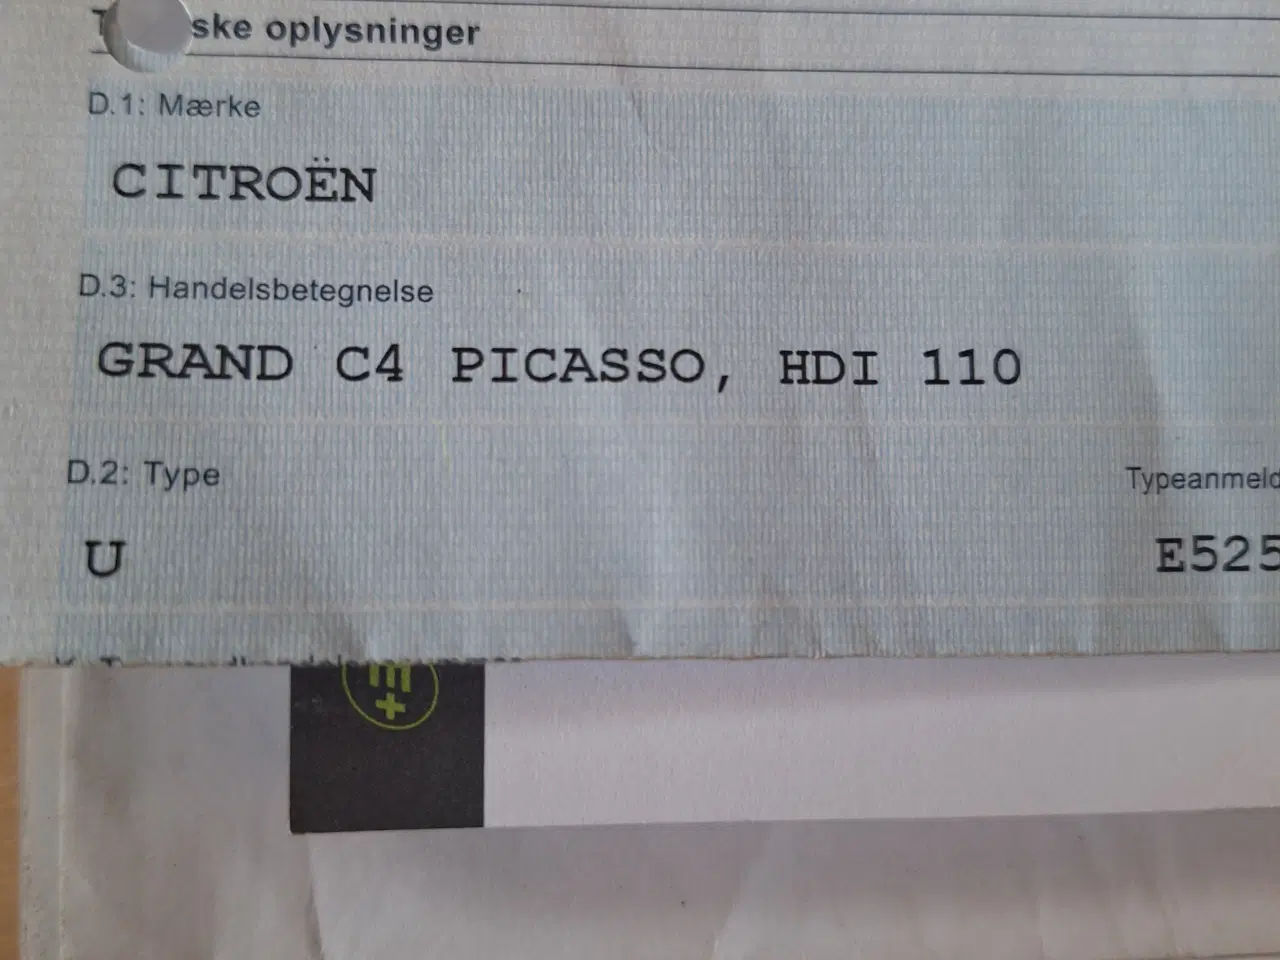 ske oplysninger
D.1: Mærke
CITROËN
D.3: Handelsbetegnelse
GRAND C4 PICASSO, HDI 110
D.2: Type
Typeanmeld
U
E525